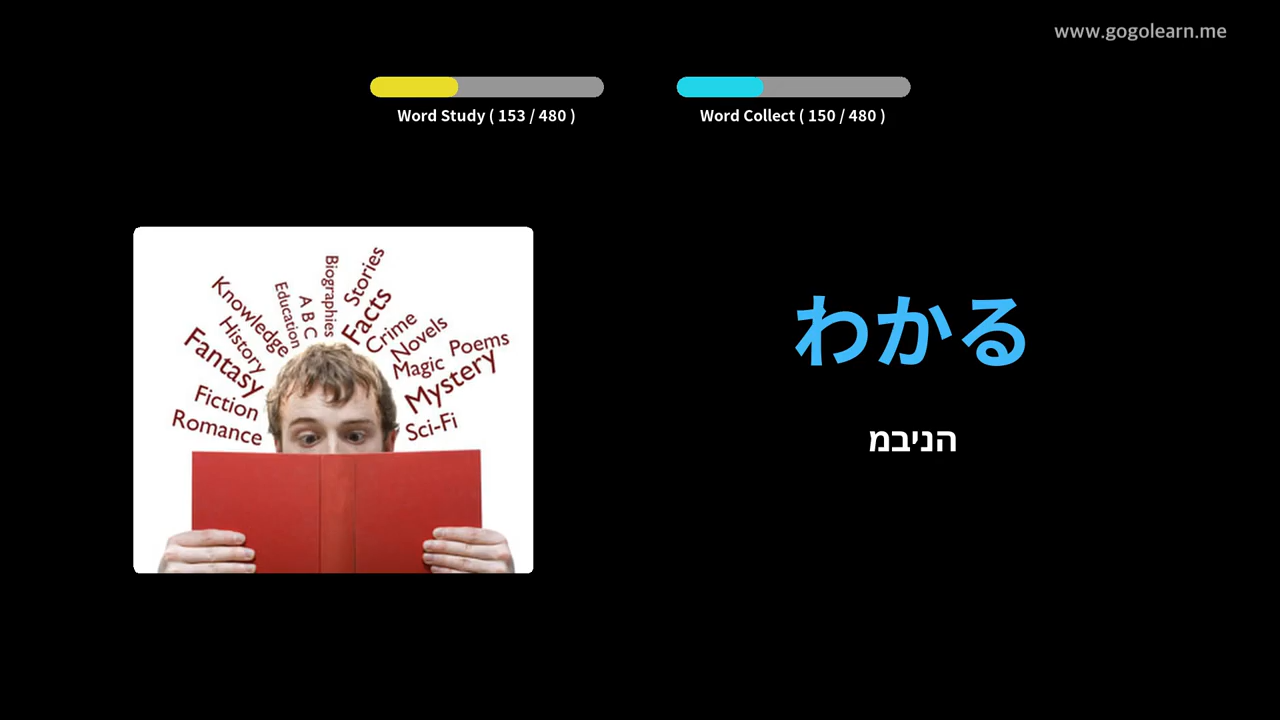 www.gogolearn.me
Word Study ( 153 / 480 )
Word Collect ( 150 / 480 )
Knowledge
History
Fantasy
Fiction
Romance
Education
A B C
Biographies
Stories
Facts
Crime
Novels
Magic
Poems
Mystery
Sci-Fi
わかる
הניבמ